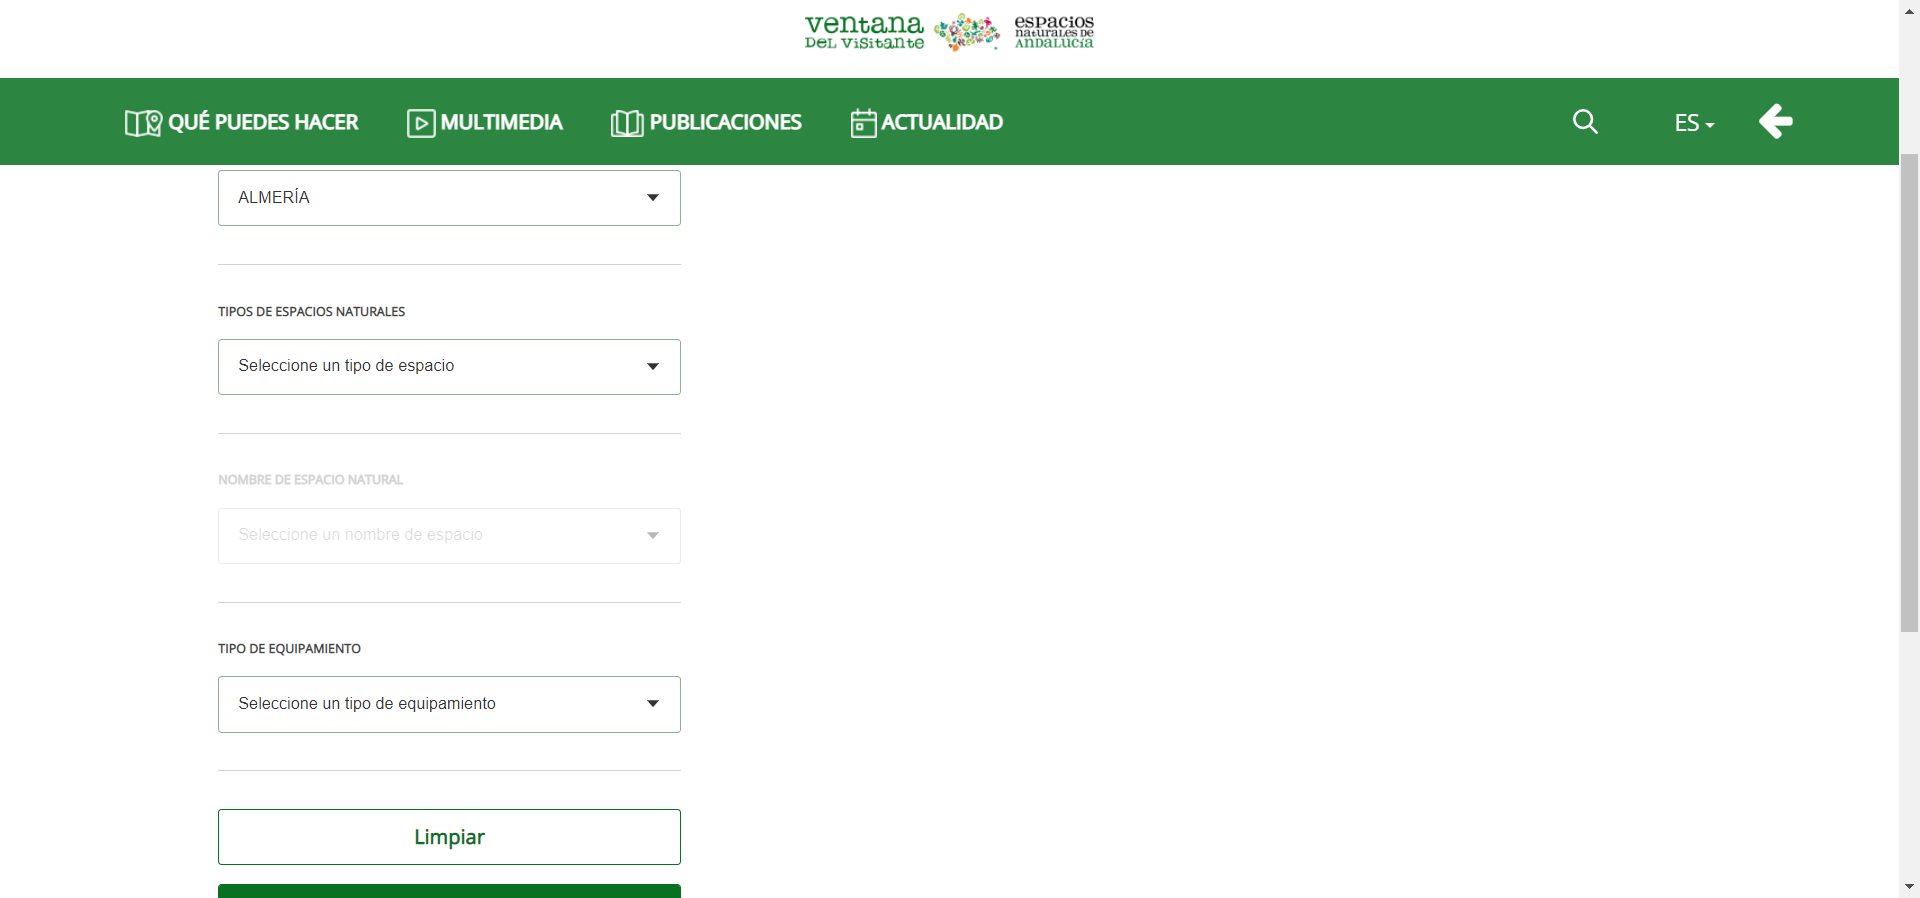 ventana
DEL VISITANTE
espacios
naturales de
ANDALUCÍA
QUÉ PUEDES HACER
MULTIMEDIA
PUBLICACIONES
ACTUALIDAD
ES
ALMERÍA
TIPOS DE ESPACIOS NATURALES
Seleccione un tipo de espacio
NOMBRE DE ESPACIO NATURAL
Seleccione un nombre de espacio
TIPO DE EQUIPAMIENTO
Seleccione un tipo de equipamiento
Limpiar